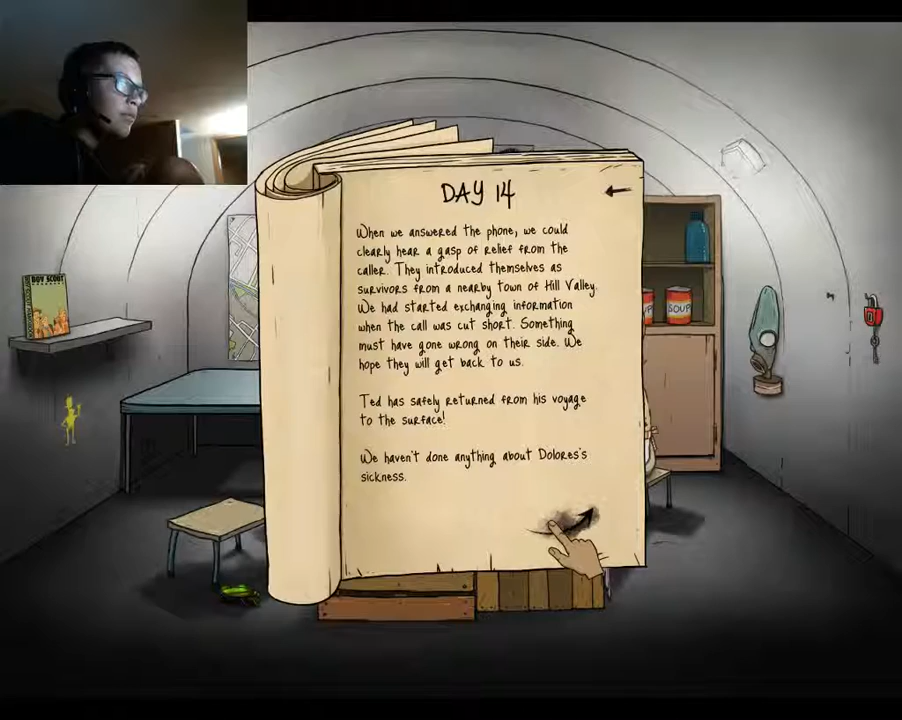 DAY 14
When we answered the phone, we could
clearly hear a gasp of relief from the
caller. They introduced themselves as
survivors from a nearby town of Hill Valley.
We had started exchanging information
when the call was cut short. Something
must have gone wrong on their side. We
hope they will get back to us.
Ted has safely returned from his voyage
to the surface!
We haven't done anything about Dolores's
sickness.
BOY SCOUT
UP
SOUP